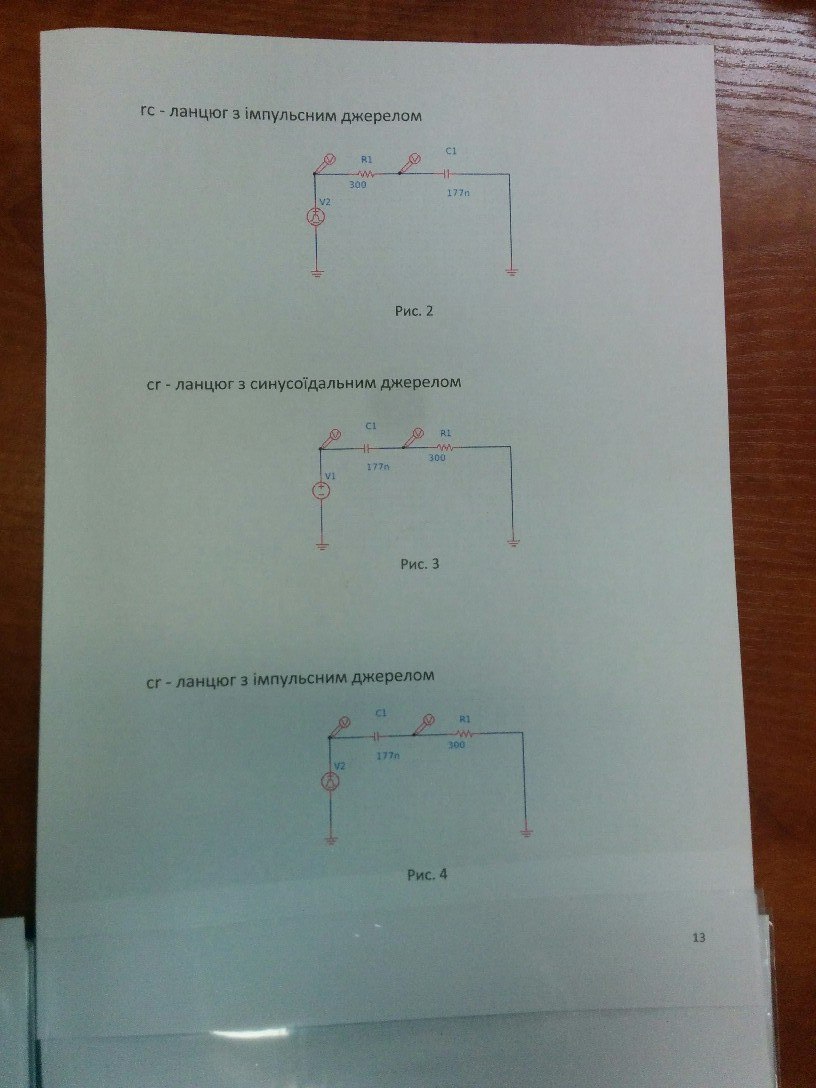 rc - ланцюг з імпульсним джерелом
V
V
R1
C1
300
177n
V2
Рис. 2
cr - ланцюг з синусоїдальним джерелом
V
V
C1
R1
177n
300
V1
Рис. 3
cr - ланцюг з імпульсним джерелом
V
V
C1
R1
177n
300
V2
Рис. 4
13